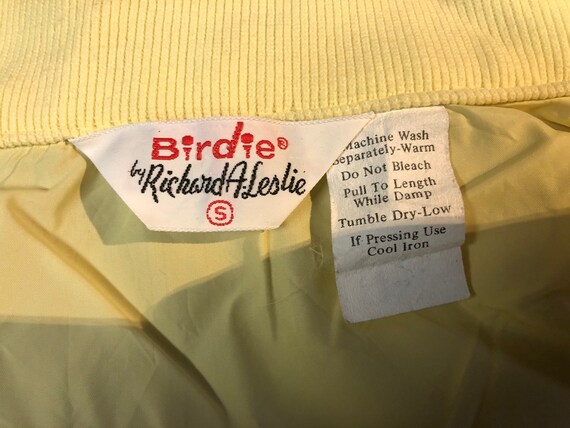 Birdie®
by Richard A. Leslie
S
Machine Wash
Separately-Warm
Do Not Bleach
Pull To Length
While Damp
Tumble Dry-Low
If Pressing Use
Cool Iron